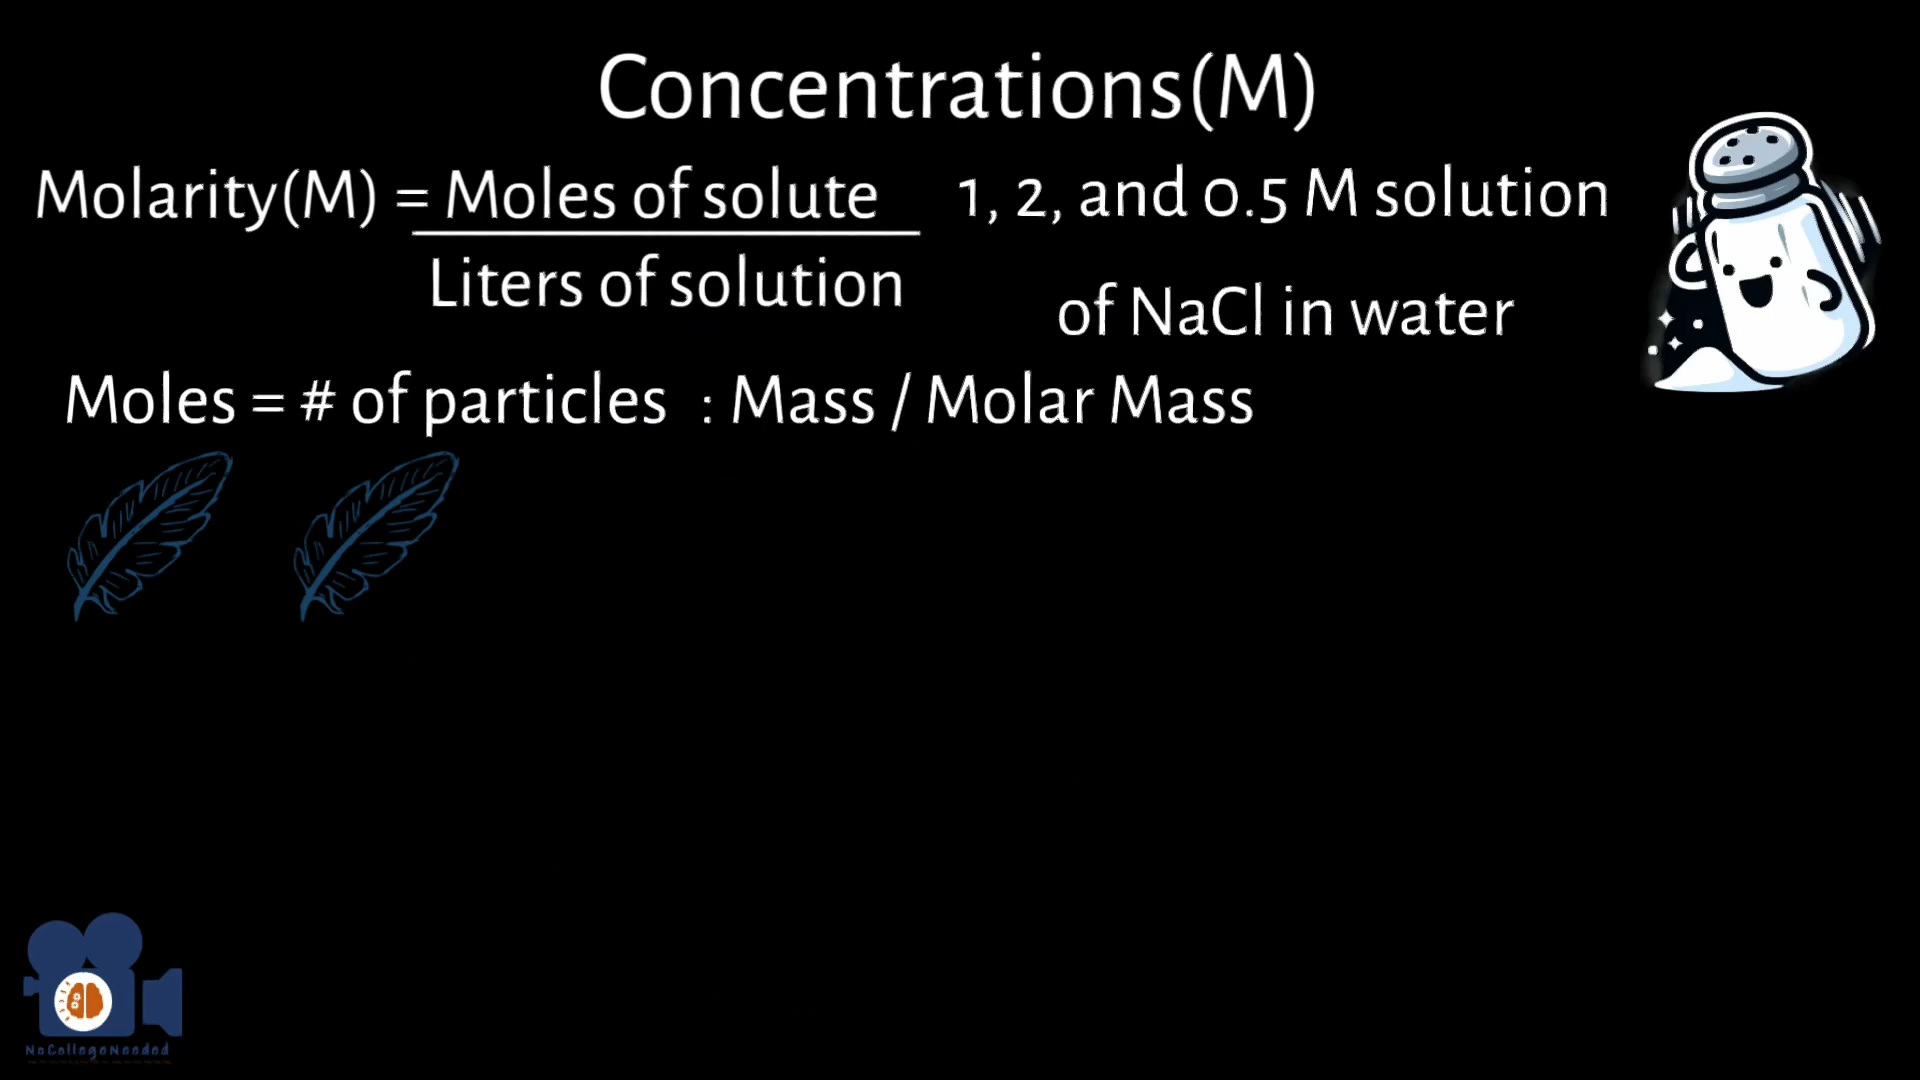 Concentrations(M)
Molarity(M) = Moles of solute
Liters of solution
1, 2, and 0.5 M solution
of NaCl in water
Moles = # of particles : Mass / Molar Mass
NoCollegeNeeded